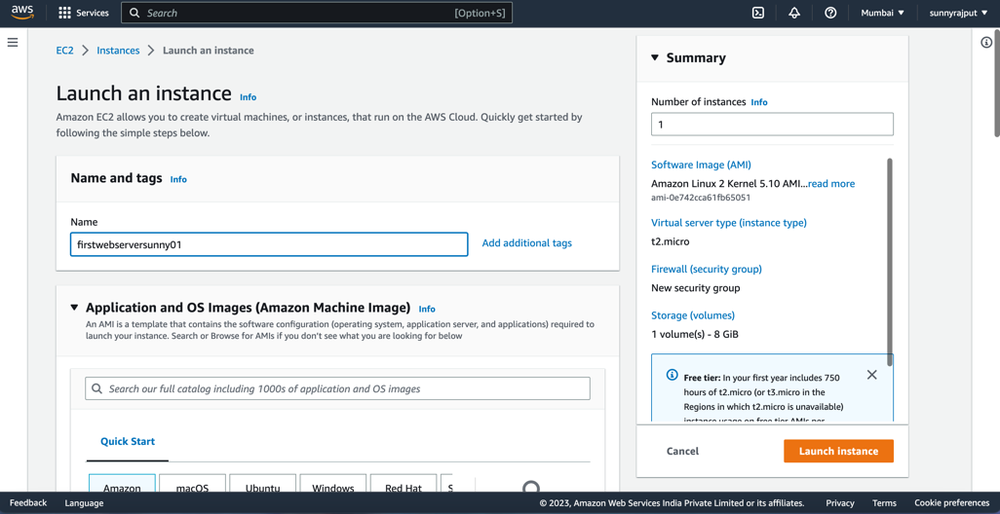 aws
Services
Search [Option+S]
Mumbai ▼
sunnyrajput ▼
EC2 > Instances > Launch an instance
Launch an instance Info
Amazon EC2 allows you to create virtual machines, or instances, that run on the AWS Cloud. Quickly get started by
following the simple steps below.
Name and tags Info
Name
firstwebserversunny01
Add additional tags
▼ Application and OS Images (Amazon Machine Image) Info
An AMI is a template that contains the software configuration (operating system, application server, and applications) required to
launch your instance. Search or Browse for AMIs if you don't see what you are looking for below
Search our full catalog including 1000s of application and OS images
Quick Start
Amazon macOS Ubuntu Windows Red Hat S
▼ Summary
Number of instances Info
1
Software Image (AMI)
Amazon Linux 2 Kernel 5.10 AMI...read more
ami-0e742cca61fb65051
Virtual server type (instance type)
t2.micro
Firewall (security group)
New security group
Storage (volumes)
1 volume(s) - 8 GiB
Free tier: In your first year includes 750
hours of t2.micro (or t3.micro in the
Regions in which t2.micro is unavailable)
instance usage on free tier AMIs per
Cancel
Launch instance
Feedback Language
© 2023, Amazon Web Services India Private Limited or its affiliates.
Privacy Terms Cookie preferences